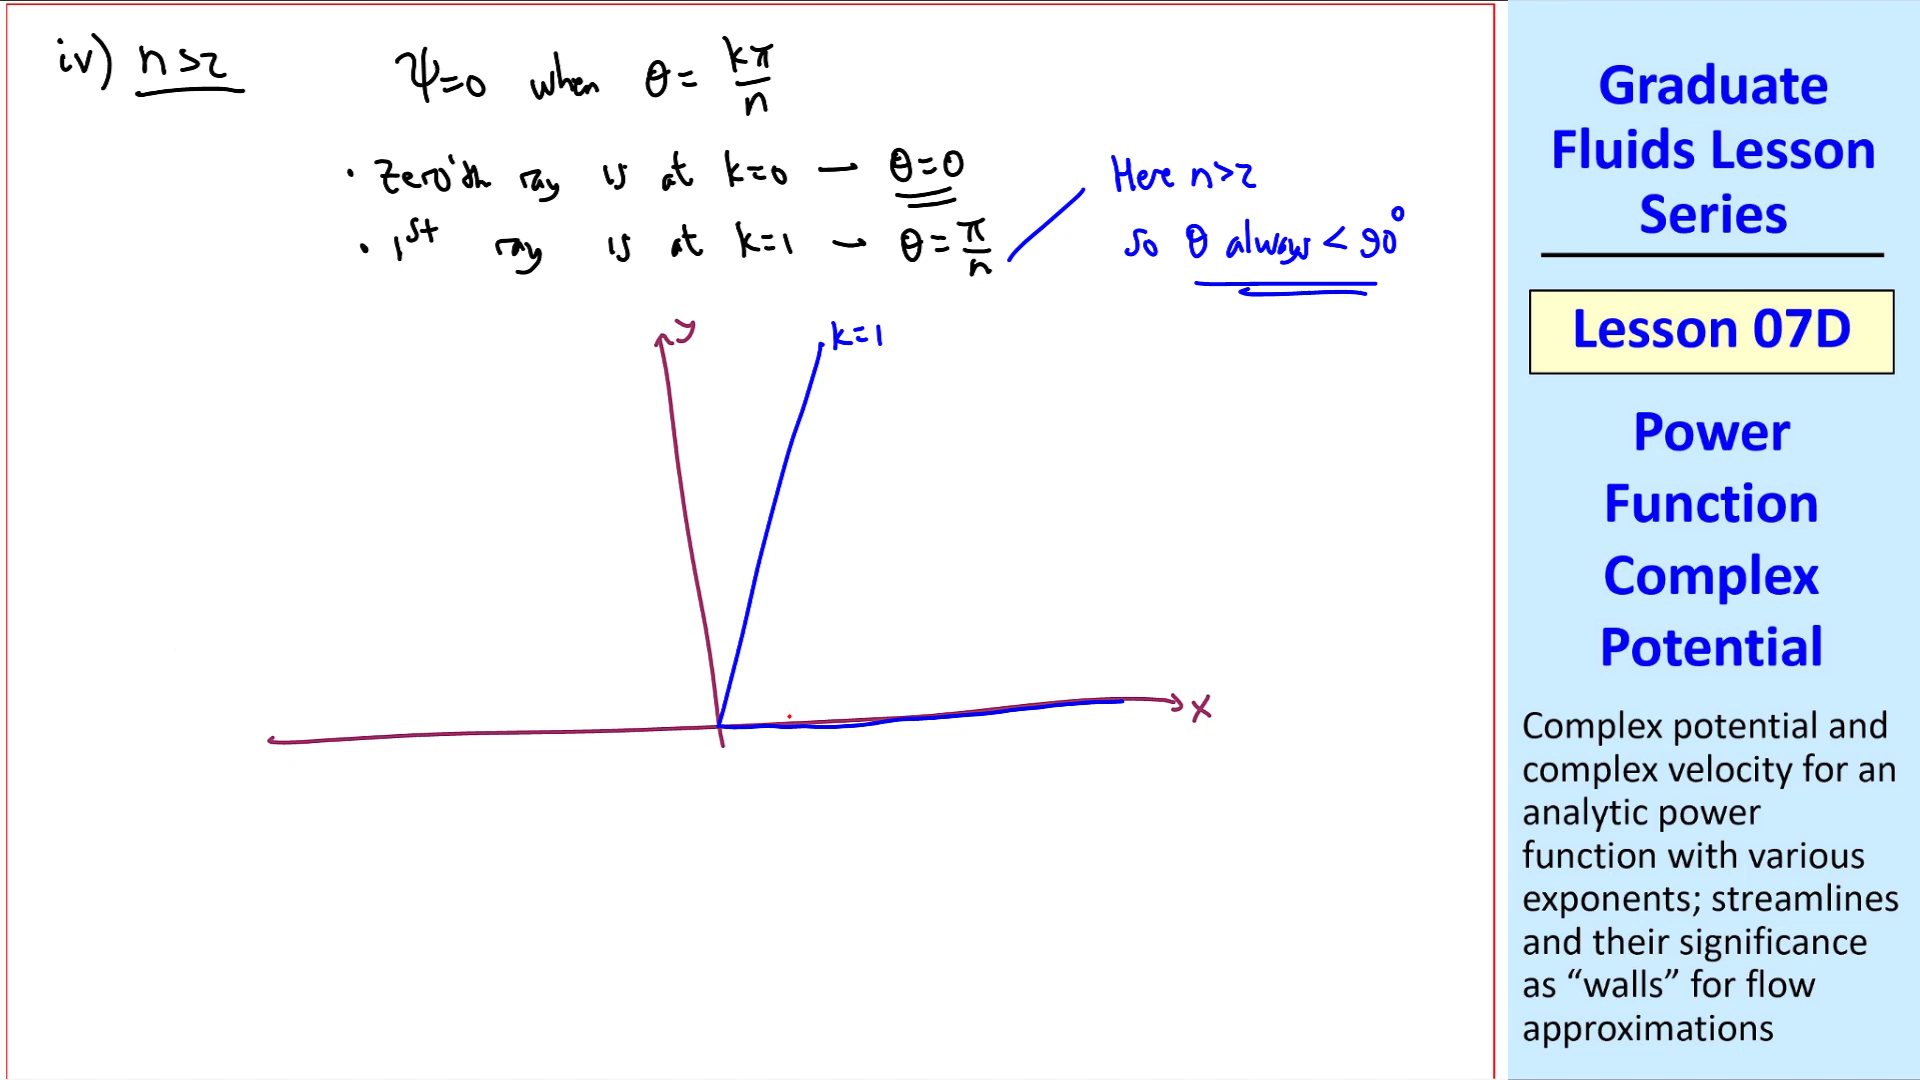 iv) n>2
ψ=0 when θ = kπ/n
· Zero'th ray is at k=0 — θ=0
· 1st ray is at k=1 — θ=π/n
Here n>2
so θ always < 90°
y
k=1
x
Graduate
Fluids Lesson
Series
Lesson 07D
Power
Function
Complex
Potential
Complex potential and
complex velocity for an
analytic power
function with various
exponents; streamlines
and their significance
as “walls” for flow
approximations